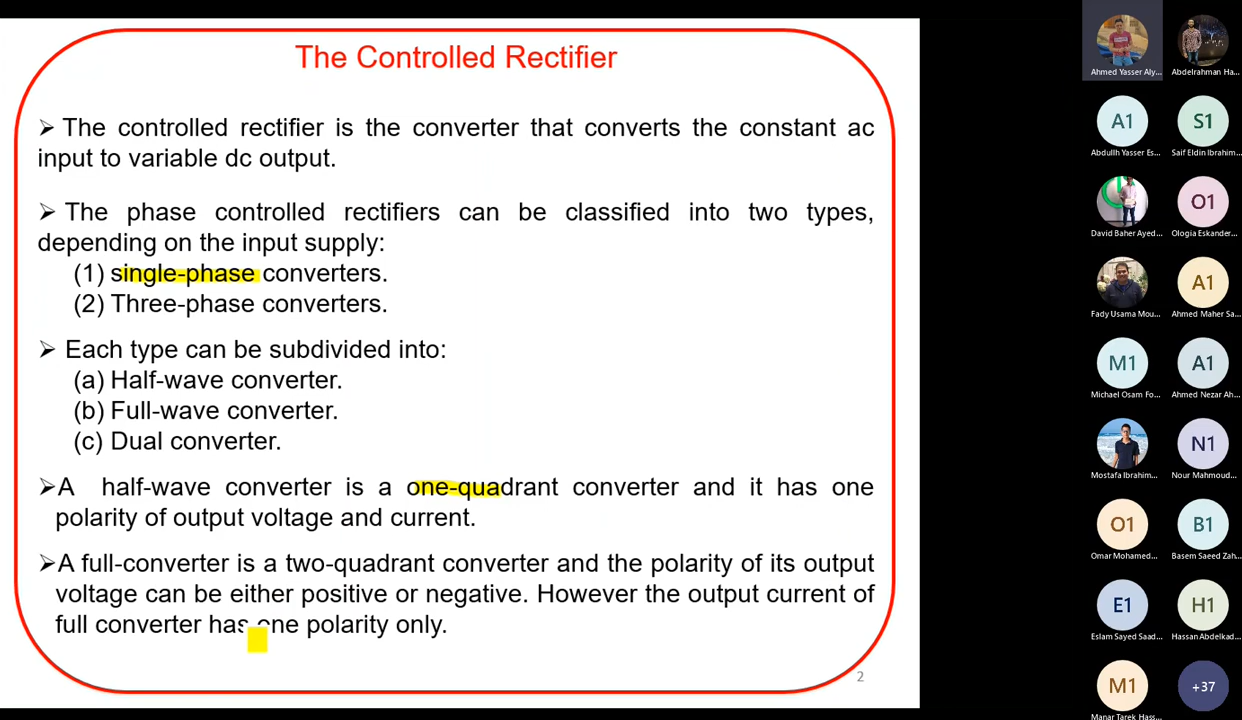 The Controlled Rectifier
➢ The controlled rectifier is the converter that converts the constant ac
input to variable dc output.
➢ The phase controlled rectifiers can be classified into two types,
depending on the input supply:
(1) single-phase converters.
(2) Three-phase converters.
➢ Each type can be subdivided into:
(a) Half-wave converter.
(b) Full-wave converter.
(c) Dual converter.
➢A half-wave converter is a one-quadrant converter and it has one
polarity of output voltage and current.
➢A full-converter is a two-quadrant converter and the polarity of its output
voltage can be either positive or negative. However the output current of
full converter has one polarity only.
2
Ahmed Yasser Aly...
Abdelrahman Ha...
A1
Abdullh Yasser Es...
S1
Saif Eldin Ibrahim...
David Baher Ayed...
O1
Ologia Eskander...
Fady Usama Mou...
A1
Ahmed Maher Sa...
M1
Michael Osam Fo...
A1
Ahmed Nezar Ah...
Mostafa Ibrahim...
N1
Nour Mahmoud...
O1
Omar Mohamed...
B1
Basem Saeed Zah...
E1
Eslam Sayed Saad...
H1
Hassan Abdelkad...
M1
Manar Tarek Hass...
+37